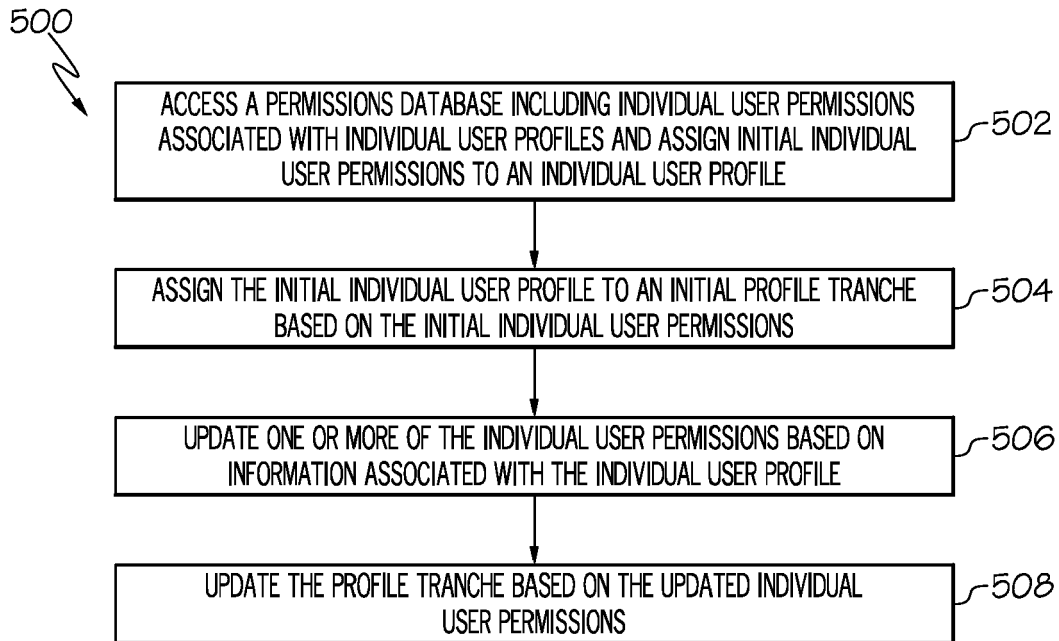 500
ACCESS A PERMISSIONS DATABASE INCLUDING INDIVIDUAL USER PERMISSIONS
ASSOCIATED WITH INDIVIDUAL USER PROFILES AND ASSIGN INITIAL INDIVIDUAL
USER PERMISSIONS TO AN INDIVIDUAL USER PROFILE
502
ASSIGN THE INITIAL INDIVIDUAL USER PROFILE TO AN INITIAL PROFILE TRANCHE
BASED ON THE INITIAL INDIVIDUAL USER PERMISSIONS
504
UPDATE ONE OR MORE OF THE INDIVIDUAL USER PERMISSIONS BASED ON
INFORMATION ASSOCIATED WITH THE INDIVIDUAL USER PROFILE
506
UPDATE THE PROFILE TRANCHE BASED ON THE UPDATED INDIVIDUAL
USER PERMISSIONS
508